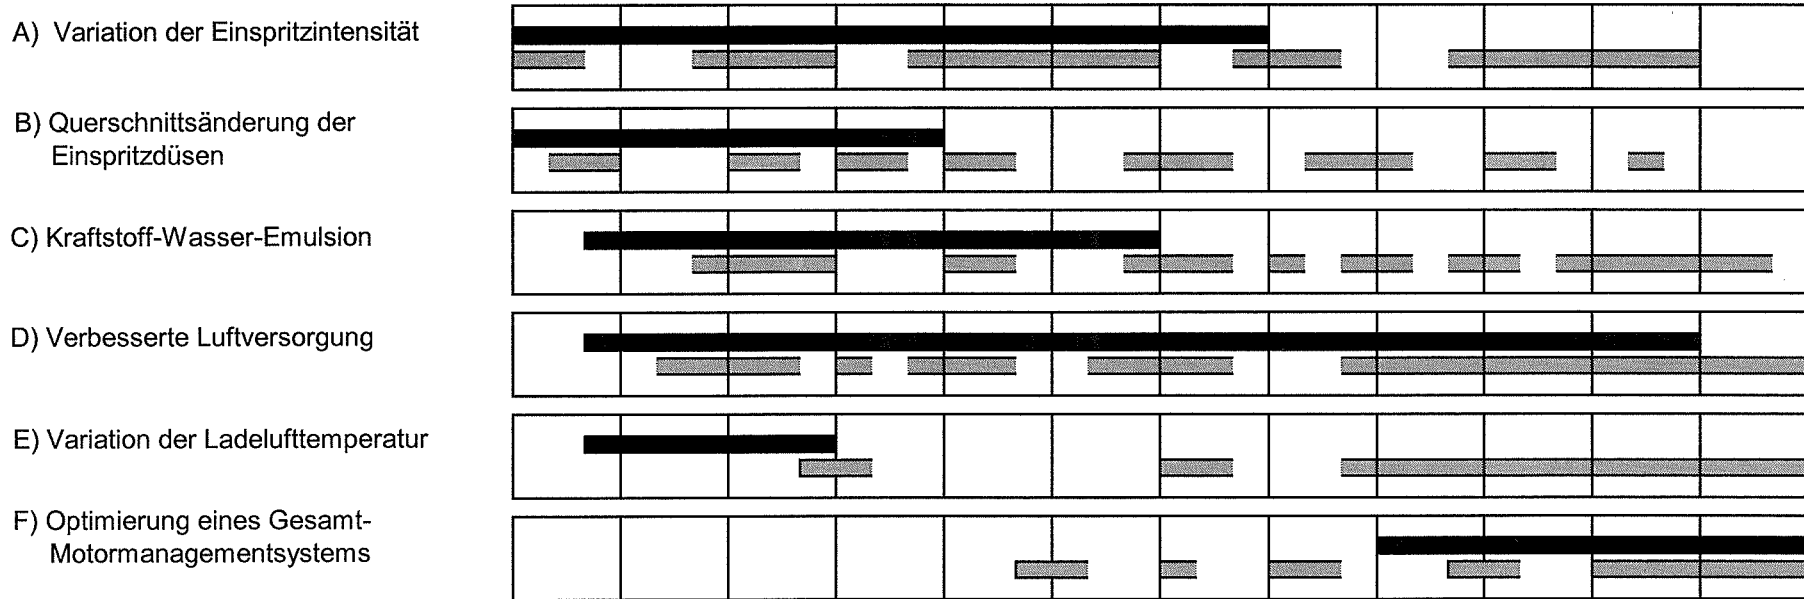 A) Variation der Einspritzintensität
B) Querschnittsänderung der
Einspritzdüsen
C) Kraftstoff-Wasser-Emulsion
D) Verbesserte Luftversorgung
E) Variation der Ladelufttemperatur
F) Optimierung eines Gesamt-
Motormanagementsystems